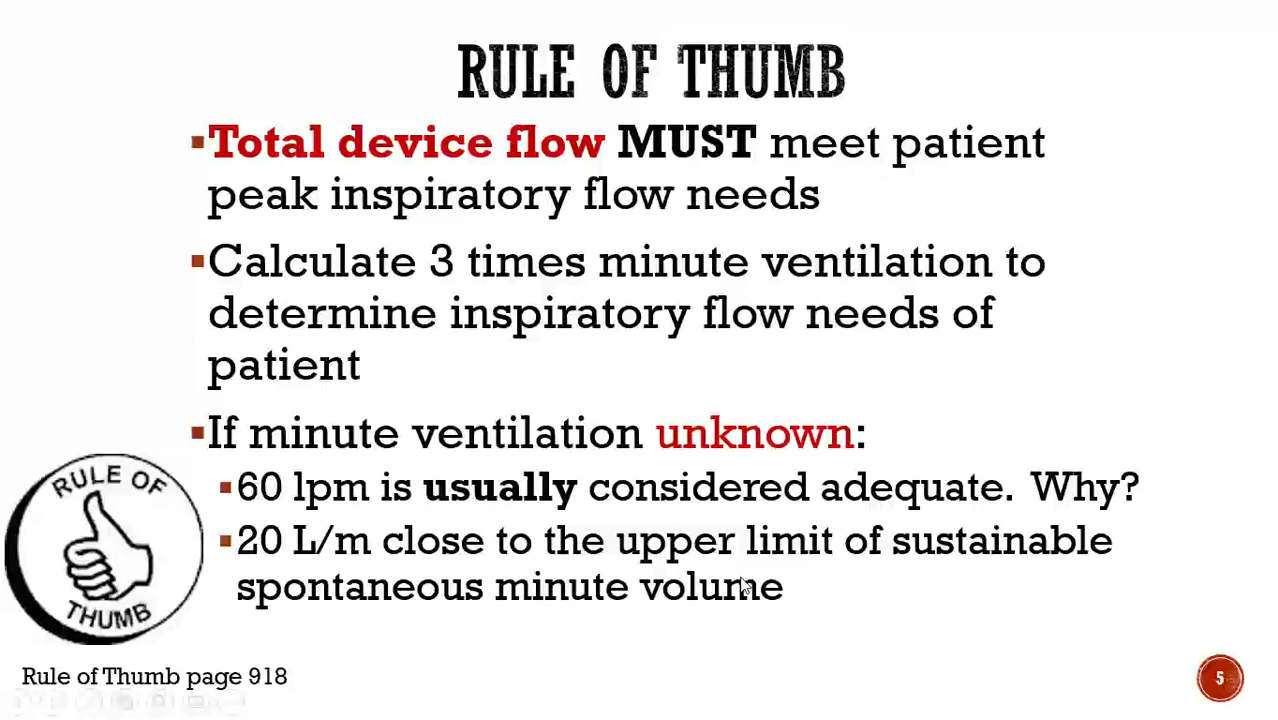 RULE OF THUMB
▪Total device flow MUST meet patient
peak inspiratory flow needs
▪Calculate 3 times minute ventilation to
determine inspiratory flow needs of
patient
▪If minute ventilation unknown:
▪60 lpm is usually considered adequate. Why?
▪20 L/m close to the upper limit of sustainable
spontaneous minute volume
RULE OF
THUMB
Rule of Thumb page 918
5